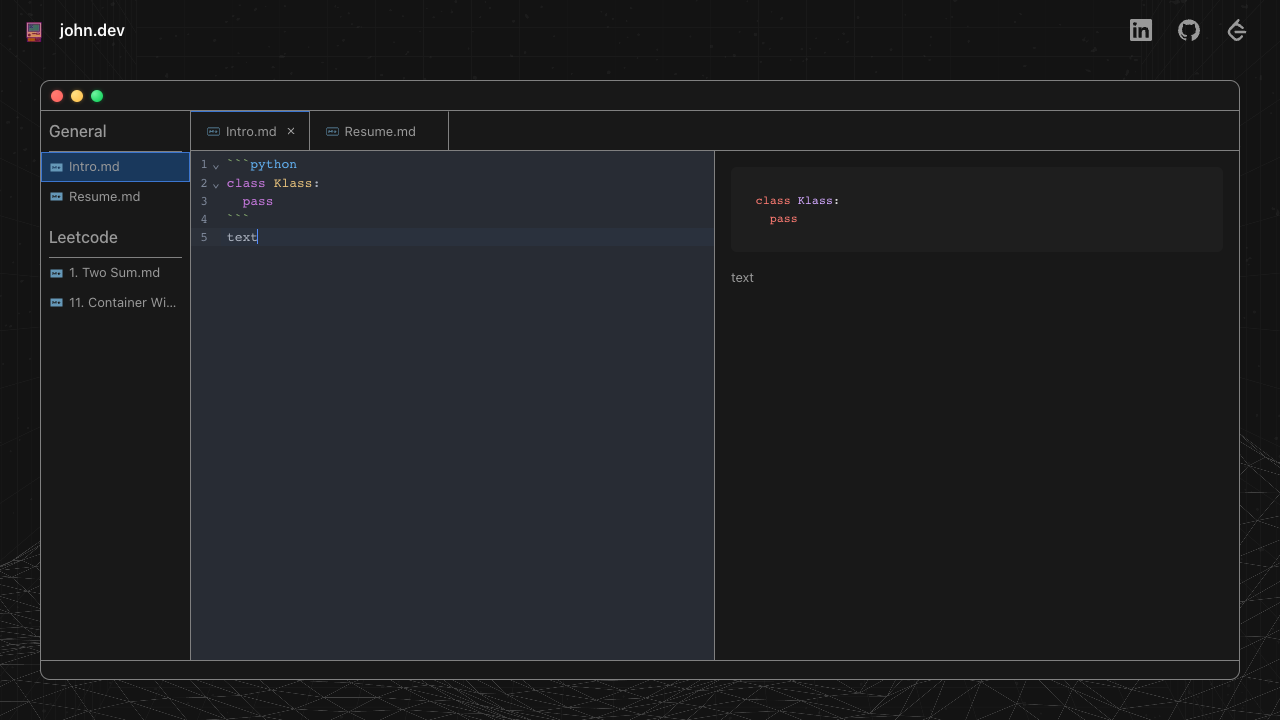 john.dev
General
Intro.md
Resume.md
Leetcode
1. Two Sum.md
11. Container Wi...
Intro.md ×
Resume.md
1 ```python
2 class Klass:
3   pass
4 ```
5 text
class Klass:
  pass
text